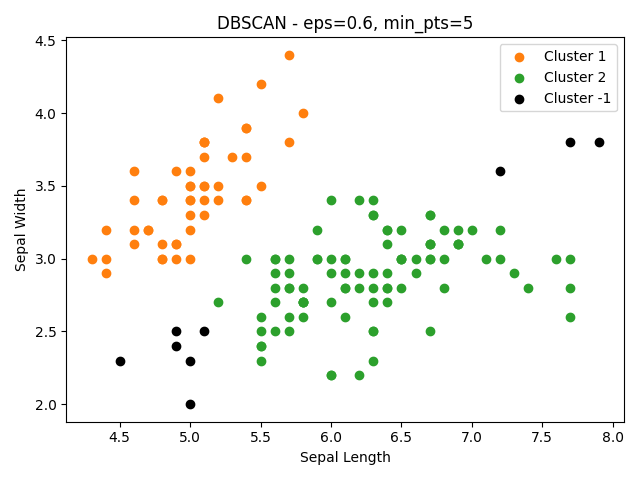 DBSCAN - eps=0.6, min_pts=5
Cluster 1
Cluster 2
Cluster -1
Sepal Width
4.5
4.0
3.5
3.0
2.5
2.0
4.5 5.0 5.5 6.0 6.5 7.0 7.5 8.0
Sepal Length